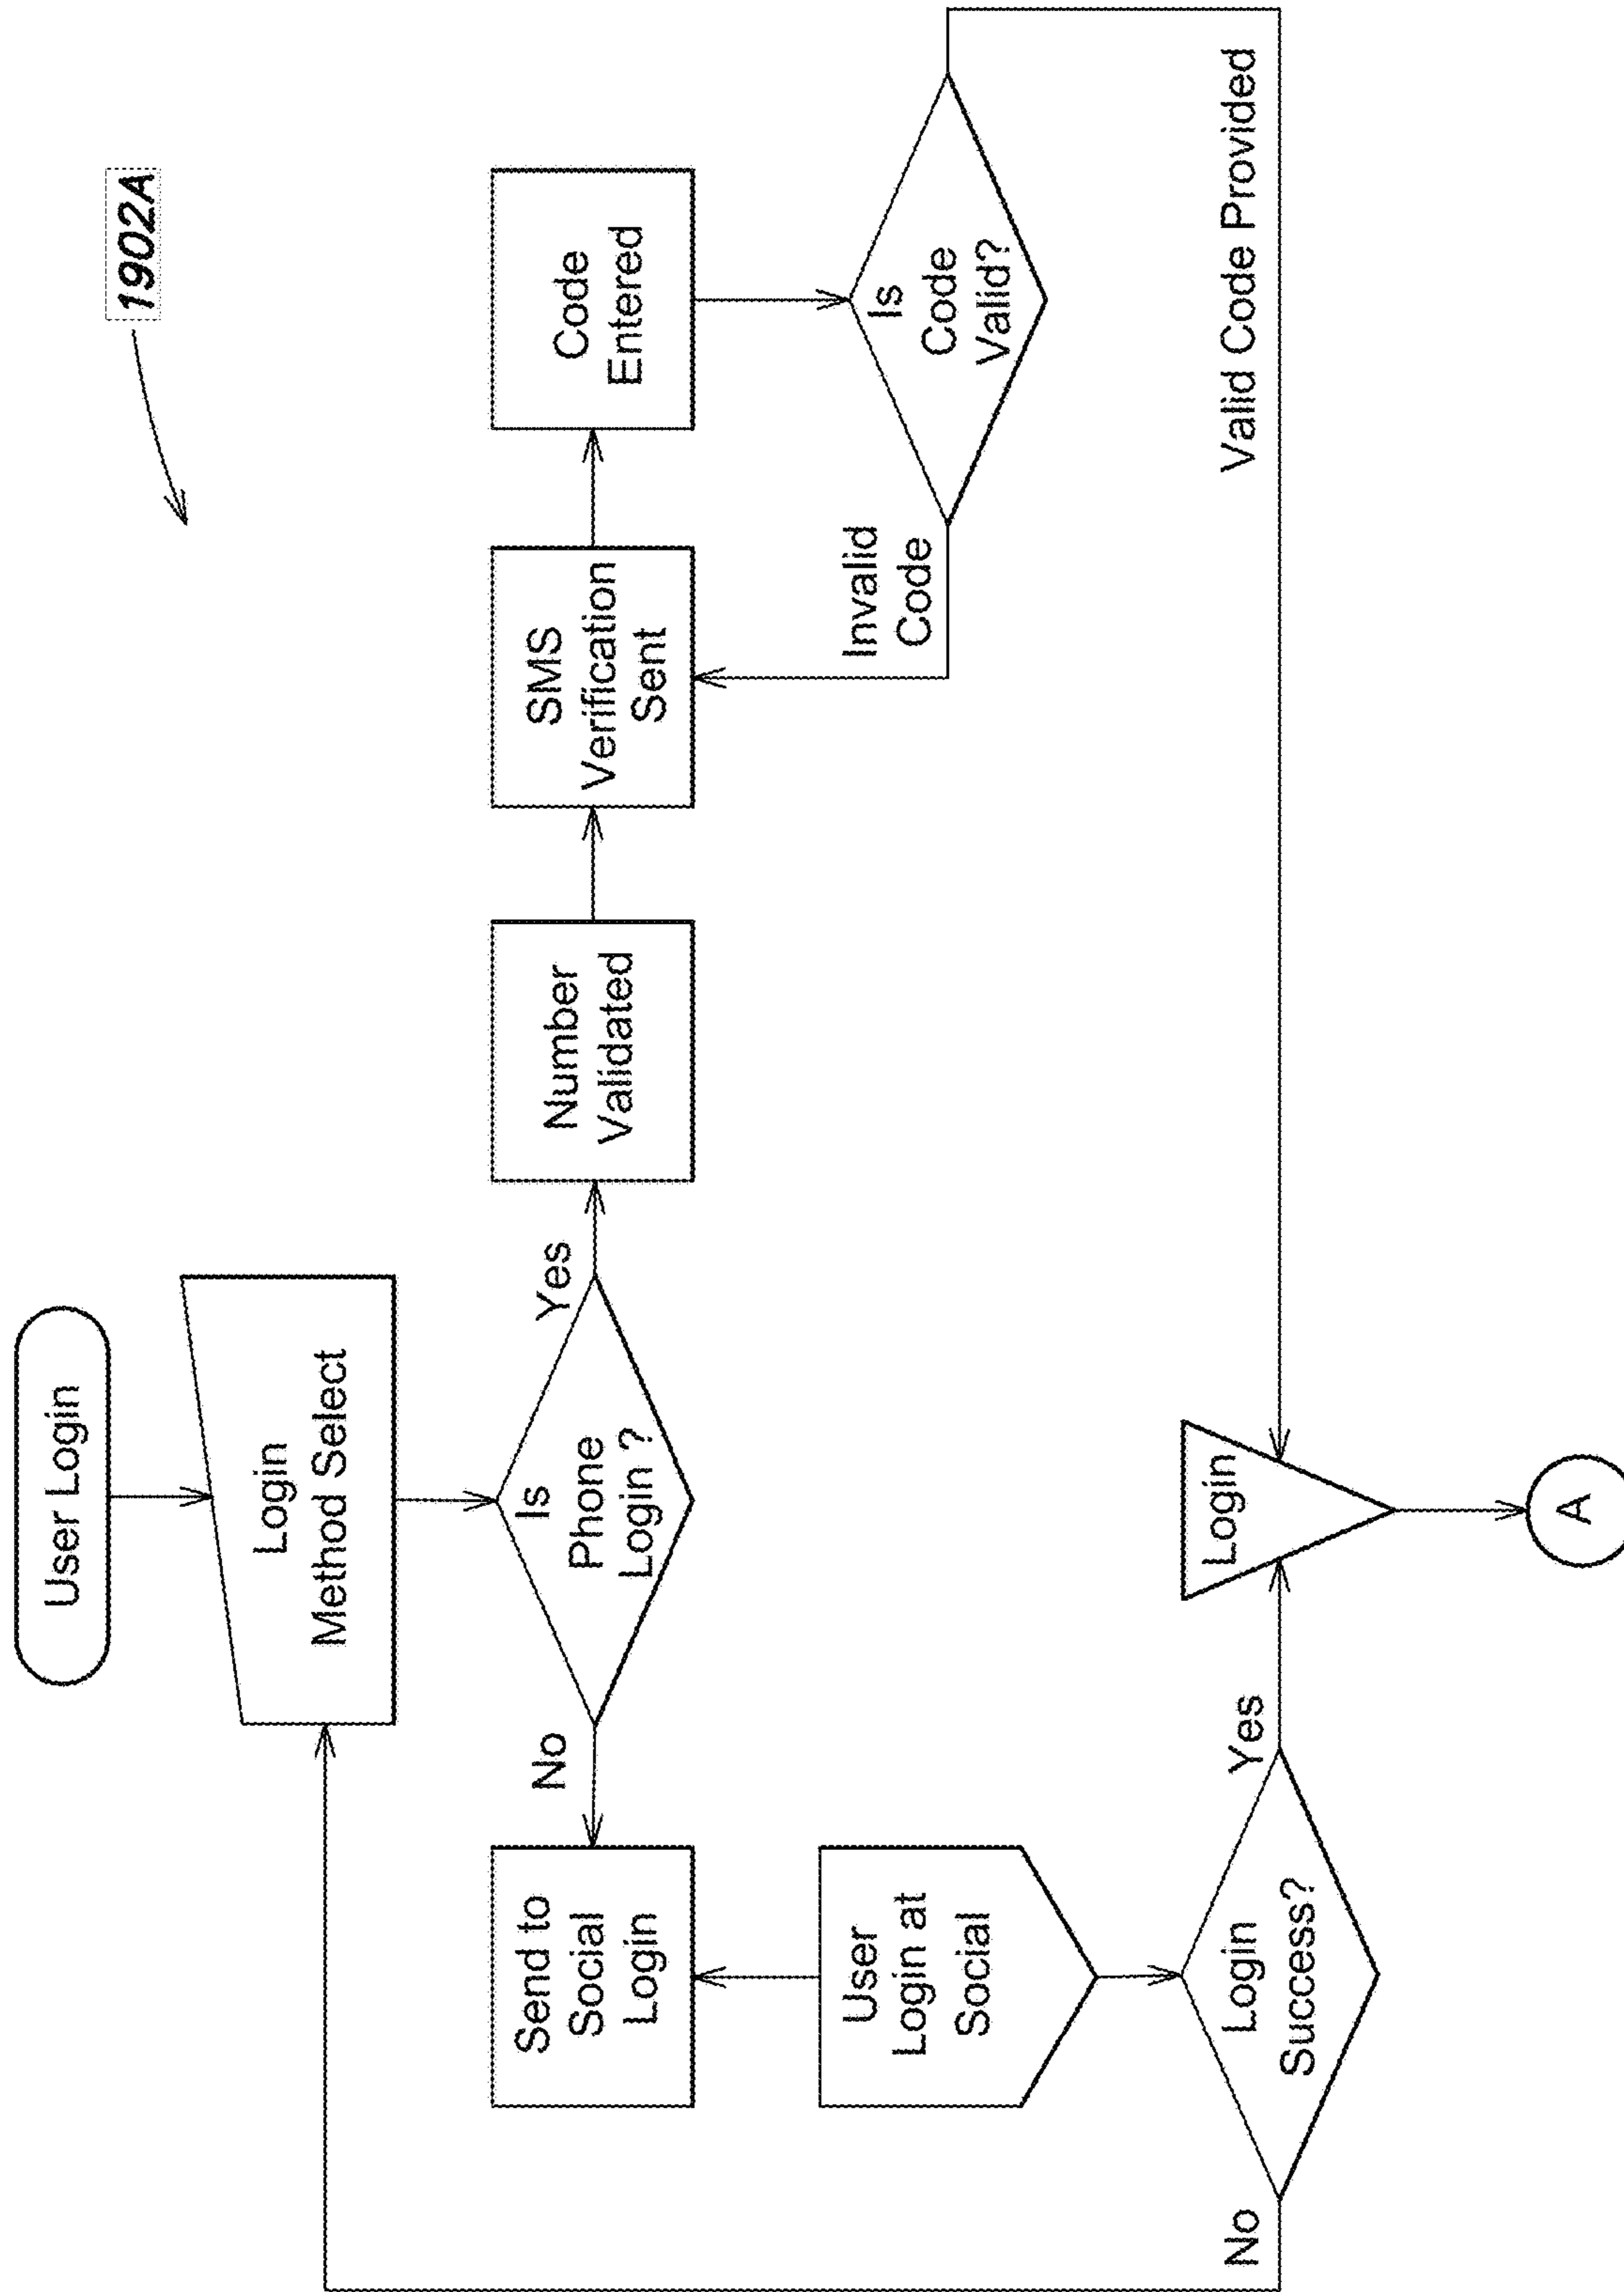 1902A
User Login
Login
Method Select
Is
Phone
Login ?
No
Yes
Send to
Social
Login
Number
Validated
SMS
Verification
Sent
Code
Entered
User
Login at
Social
Invalid
Code
Is
Code
Valid?
No
Login
Success?
Yes
Login
Valid Code Provided
A